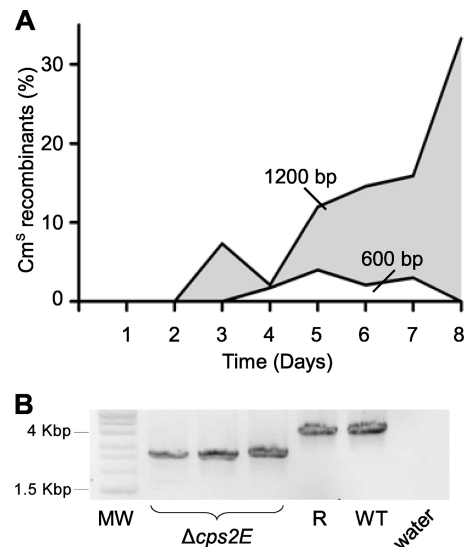 A
Cmˢ recombinants (%)
30
20
10
0
1200 bp
600 bp
1 2 3 4 5 6 7 8
Time (Days)
B
4 Kbp
1.5 Kbp
MW Δcps2E R WT water